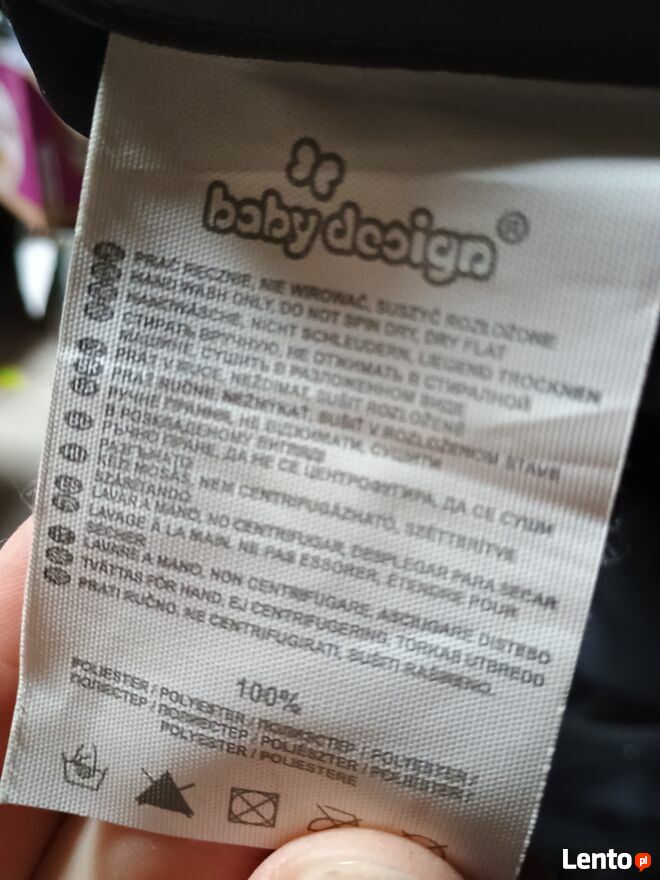 baby design®
PRAĆ RĘCZNIE, NIE WIROWAĆ, SUSZYĆ ROZŁOŻONE
HAND WASH ONLY, DO NOT SPIN DRY, DRY FLAT
HANDWÄSCHE, NICHT SCHLEUDERN, LIEGEND TROCKNEN
СТИРАТЬ ВРУЧНУЮ, НЕ ОТЖИМАТЬ В СТИРАЛНОЙ
МАШИНЕ, СУШИТЬ В РАЗЛОЖЕННОМ ВИДЕ
PRÁT V RUCE, NEŽDÍMAT, SUŠIT ROZLOŽENÉ
PRAŤ RUČNE, NEŽMÝKAŤ, SUŠIŤ V ROZLOŽENOM STAVE
РУЧНЕ ПРАННЯ, НЕ ВІДЖИМАТИ, СУШИТИ
В РОЗКЛАДЕНОМУ ВИГЛЯДІ
РЪЧНО ПРАНЕ, ДА НЕ СЕ ЦЕНТРОФУГИРА, ДА СЕ СУШИ
РАЗГЪНАТО
KÉZI MOSÁS, NEM CENTRIFUGÁZHATÓ, SZÉTTERÍTVE
SZÁRÍTANDÓ
LAVAR A MANO, NO CENTRIFUGAR, DESPLEGAR PARA SECAR
LAVAGE À LA MAIN, NE PAS ESSORER, ÉTENDRE POUR
SÉCHER
LAVARE A MANO, NON CENTRIFUGARE, ASCIUGARE DISTESO
TVÄTTAS FÖR HAND, EJ CENTRIFUGERING, TORKAS UTBREDD
PRATI RUČNO, NE CENTRIFUGIRATI, SUŠITI RAŠIRENO.
100%
POLIESTER / POLYESTER / ПОЛИЭСТЕР / POLYESTER /
ПОЛІЕСТЕР / ПОЛИЕСТЕР / POLIÉSZTER / POLIÉSTER /
POLYESTER / POLIESTERE
Lento pl